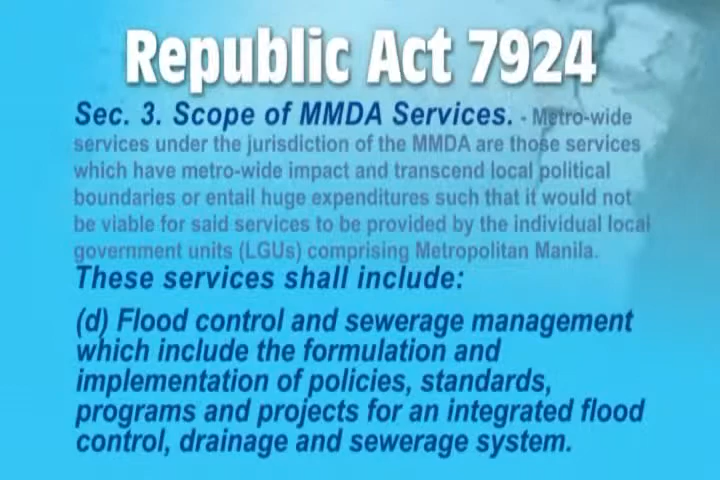 Republic Act 7924
Sec. 3. Scope of MMDA Services. - Metro-wide
services under the jurisdiction of the MMDA are those services
which have metro-wide impact and transcend local political
boundaries or entail huge expenditures such that it would not
be viable for said services to be provided by the individual local
government units (LGUs) comprising Metropolitan Manila.
These services shall include:
(d) Flood control and sewerage management
which include the formulation and
implementation of policies, standards,
programs and projects for an integrated flood
control, drainage and sewerage system.